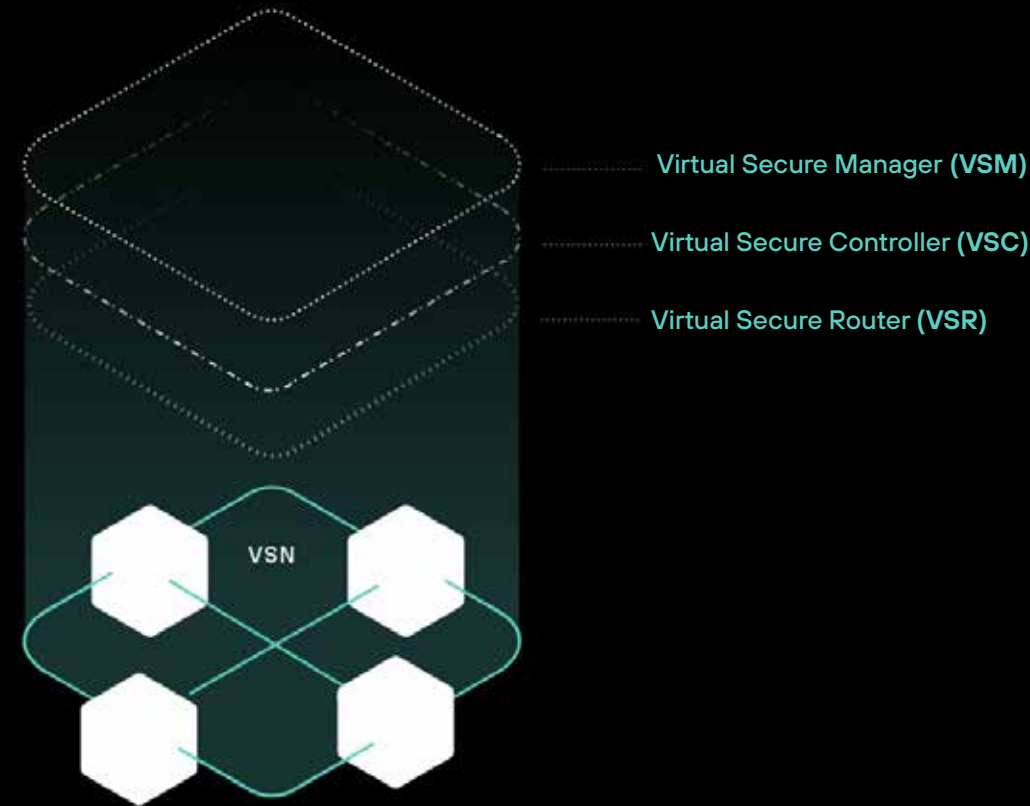 Virtual Secure Manager (VSM)
Virtual Secure Controller (VSC)
Virtual Secure Router (VSR)
VSN